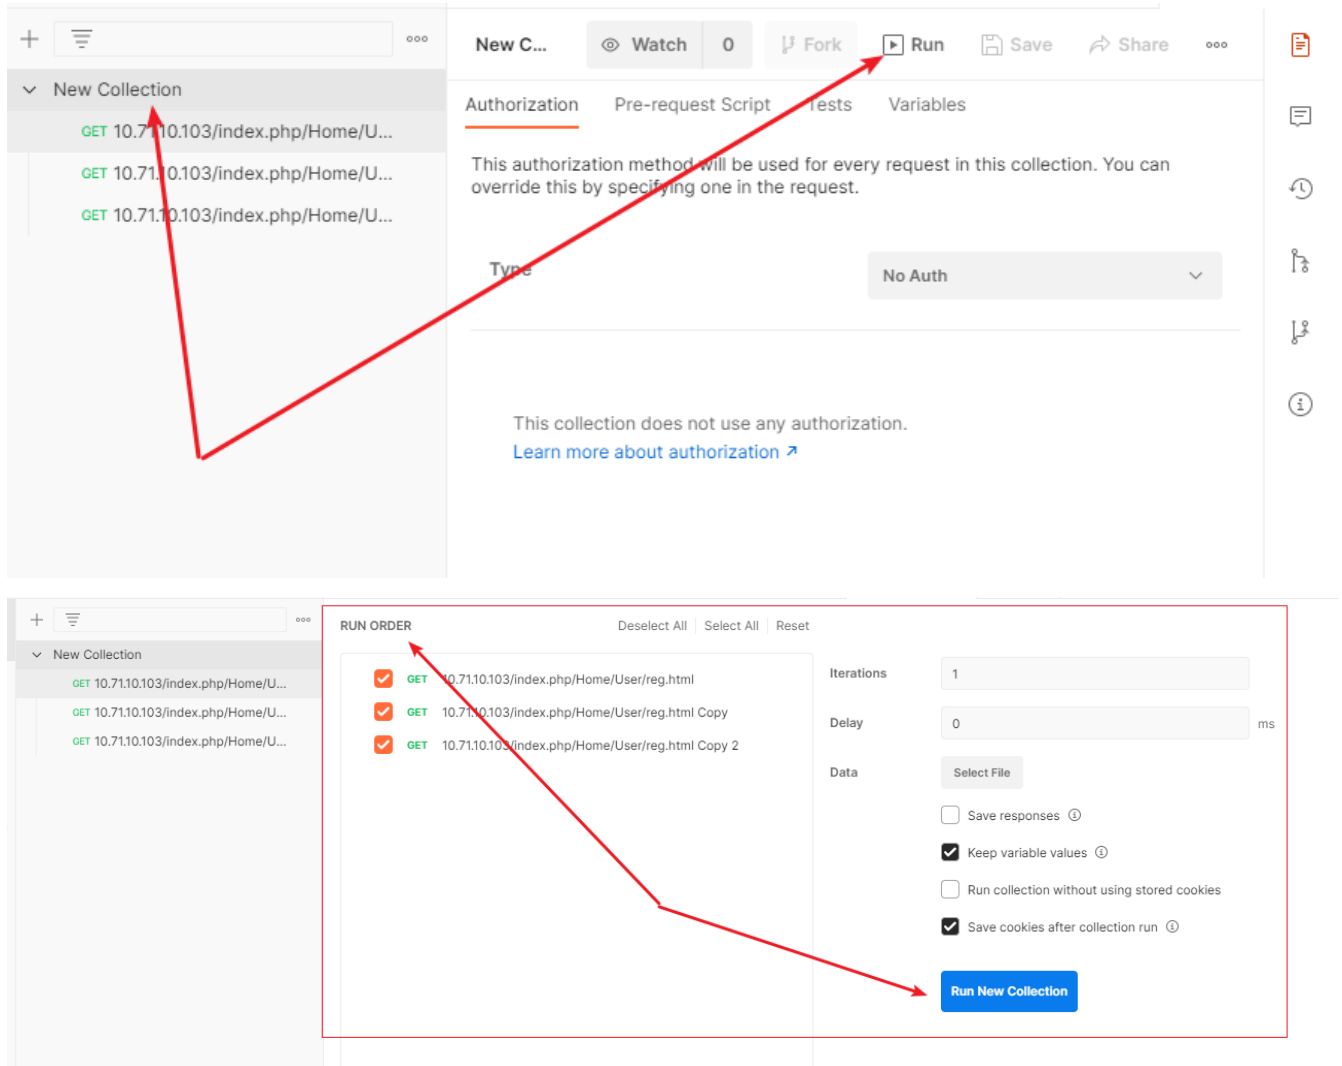 New C...
Watch
0
Fork
Run
Save
Share
New Collection
GET 10.71.10.103/index.php/Home/U...
GET 10.71.10.103/index.php/Home/U...
GET 10.71.10.103/index.php/Home/U...
Authorization
Pre-request Script
Tests
Variables
This authorization method will be used for every request in this collection. You can
override this by specifying one in the request.
Type
No Auth
This collection does not use any authorization.
Learn more about authorization ↗
New Collection
GET 10.71.10.103/index.php/Home/U...
GET 10.71.10.103/index.php/Home/U...
GET 10.71.10.103/index.php/Home/U...
RUN ORDER
Deselect All
Select All
Reset
GET 10.71.10.103/index.php/Home/User/reg.html
GET 10.71.10.103/index.php/Home/User/reg.html Copy
GET 10.71.10.103/index.php/Home/User/reg.html Copy 2
Iterations
1
Delay
0
ms
Data
Select File
Save responses
Keep variable values
Run collection without using stored cookies
Save cookies after collection run
Run New Collection